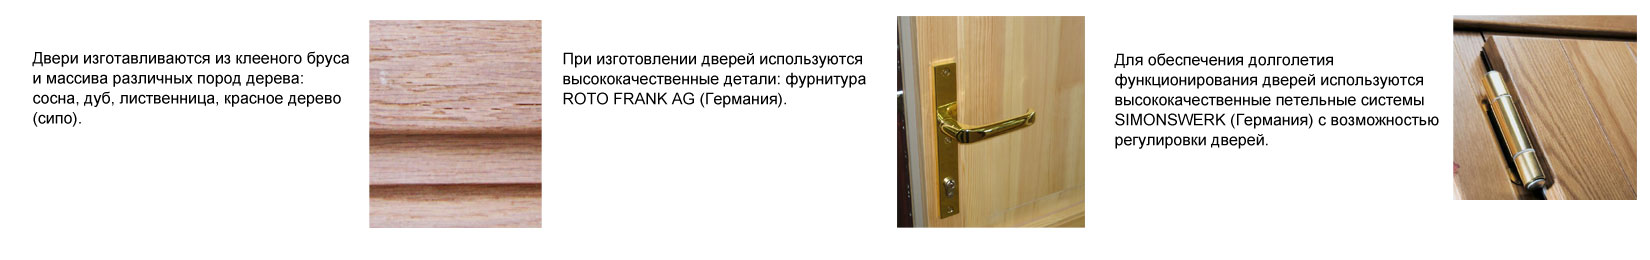 Двери изготавливаются из клееного бруса
и массива различных пород дерева:
сосна, дуб, лиственница, красное дерево
(сипо).
При изготовлении дверей используются
высококачественные детали: фурнитура
ROTO FRANK AG (Германия).
Для обеспечения долголетия
функционирования дверей используются
высококачественные петельные системы
SIMONSWERK (Германия) с возможностью
регулировки дверей.